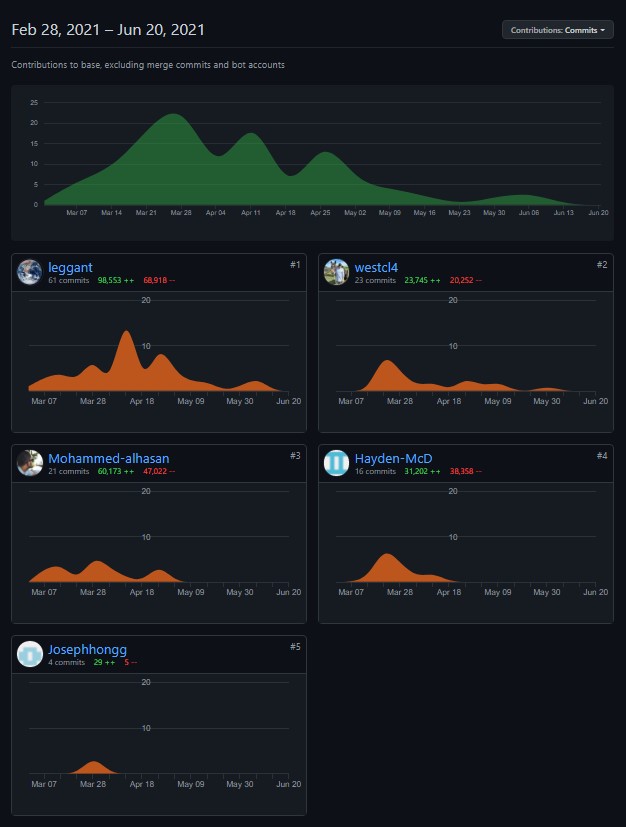 Feb 28, 2021 – Jun 20, 2021
Contributions: Commits
Contributions to base, excluding merge commits and bot accounts
25
20
15
10
5
0
Mar 07 Mar 14 Mar 21 Mar 28 Apr 04 Apr 11 Apr 18 Apr 25 May 02 May 09 May 16 May 23 May 30 Jun 06 Jun 13 Jun 20
leggant #1
61 commits 98,553 ++ 68,918 --
20
10
Mar 07 Mar 28 Apr 18 May 09 May 30 Jun 20
westcl4 #2
23 commits 23,745 ++ 20,252 --
20
10
Mar 07 Mar 28 Apr 18 May 09 May 30 Jun 20
Mohammed-alhasan #3
21 commits 60,173 ++ 47,022 --
20
10
Mar 07 Mar 28 Apr 18 May 09 May 30 Jun 20
Hayden-McD #4
16 commits 31,202 ++ 38,358 --
20
10
Mar 07 Mar 28 Apr 18 May 09 May 30 Jun 20
Josephhongg #5
4 commits 29 ++ 5 --
20
10
Mar 07 Mar 28 Apr 18 May 09 May 30 Jun 20